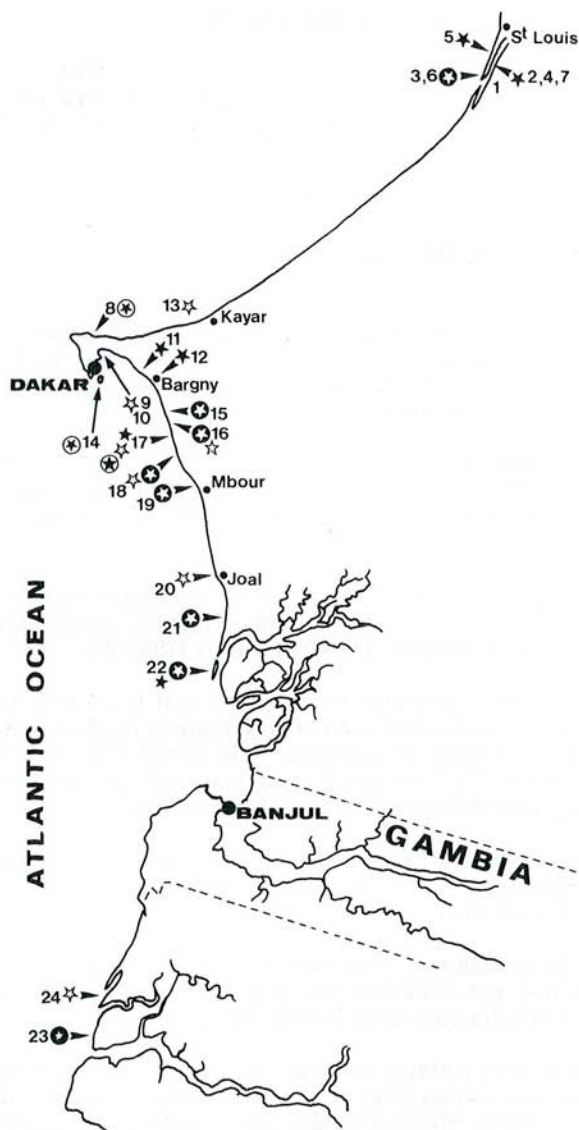 5
St Louis
3,6
2,4,7
1
8
13
Kayar
11
12
DAKAR
Bargny
9
10
15
14
16
17
18
19
Mbour
20
Joal
21
22
ATLANTIC OCEAN
BANJUL
GAMBIA
24
23